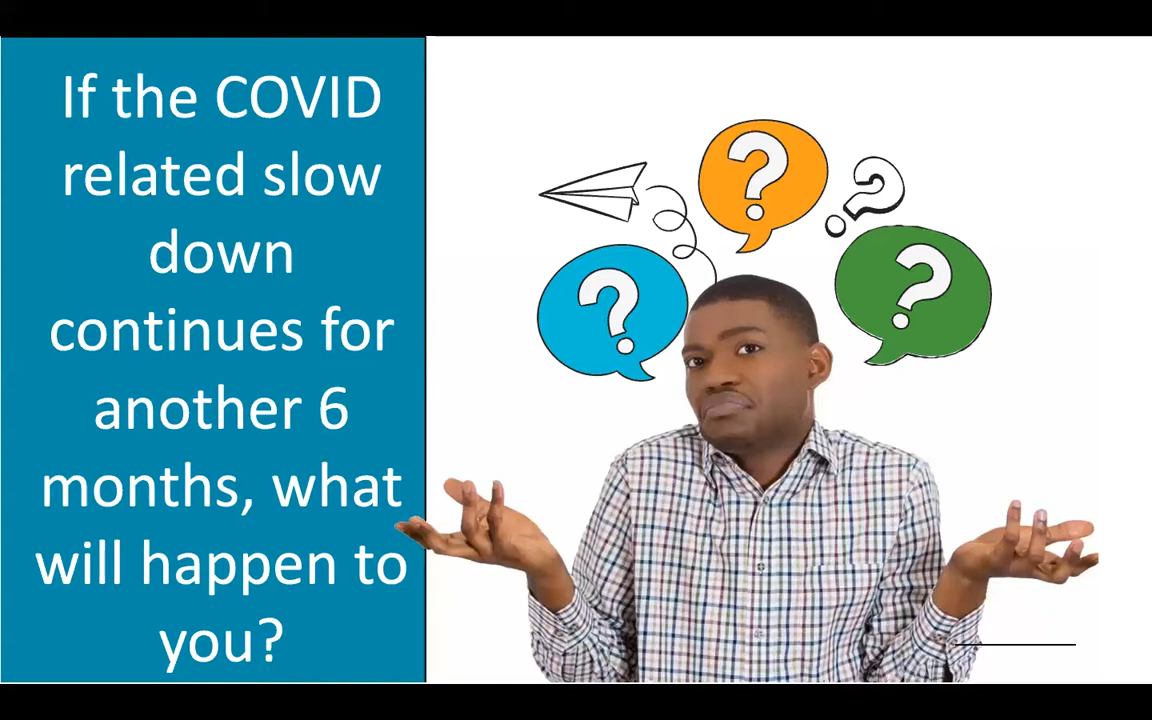 If the COVID
related slow
down
continues for
another 6
months, what
will happen to
you?
?
?
?
?